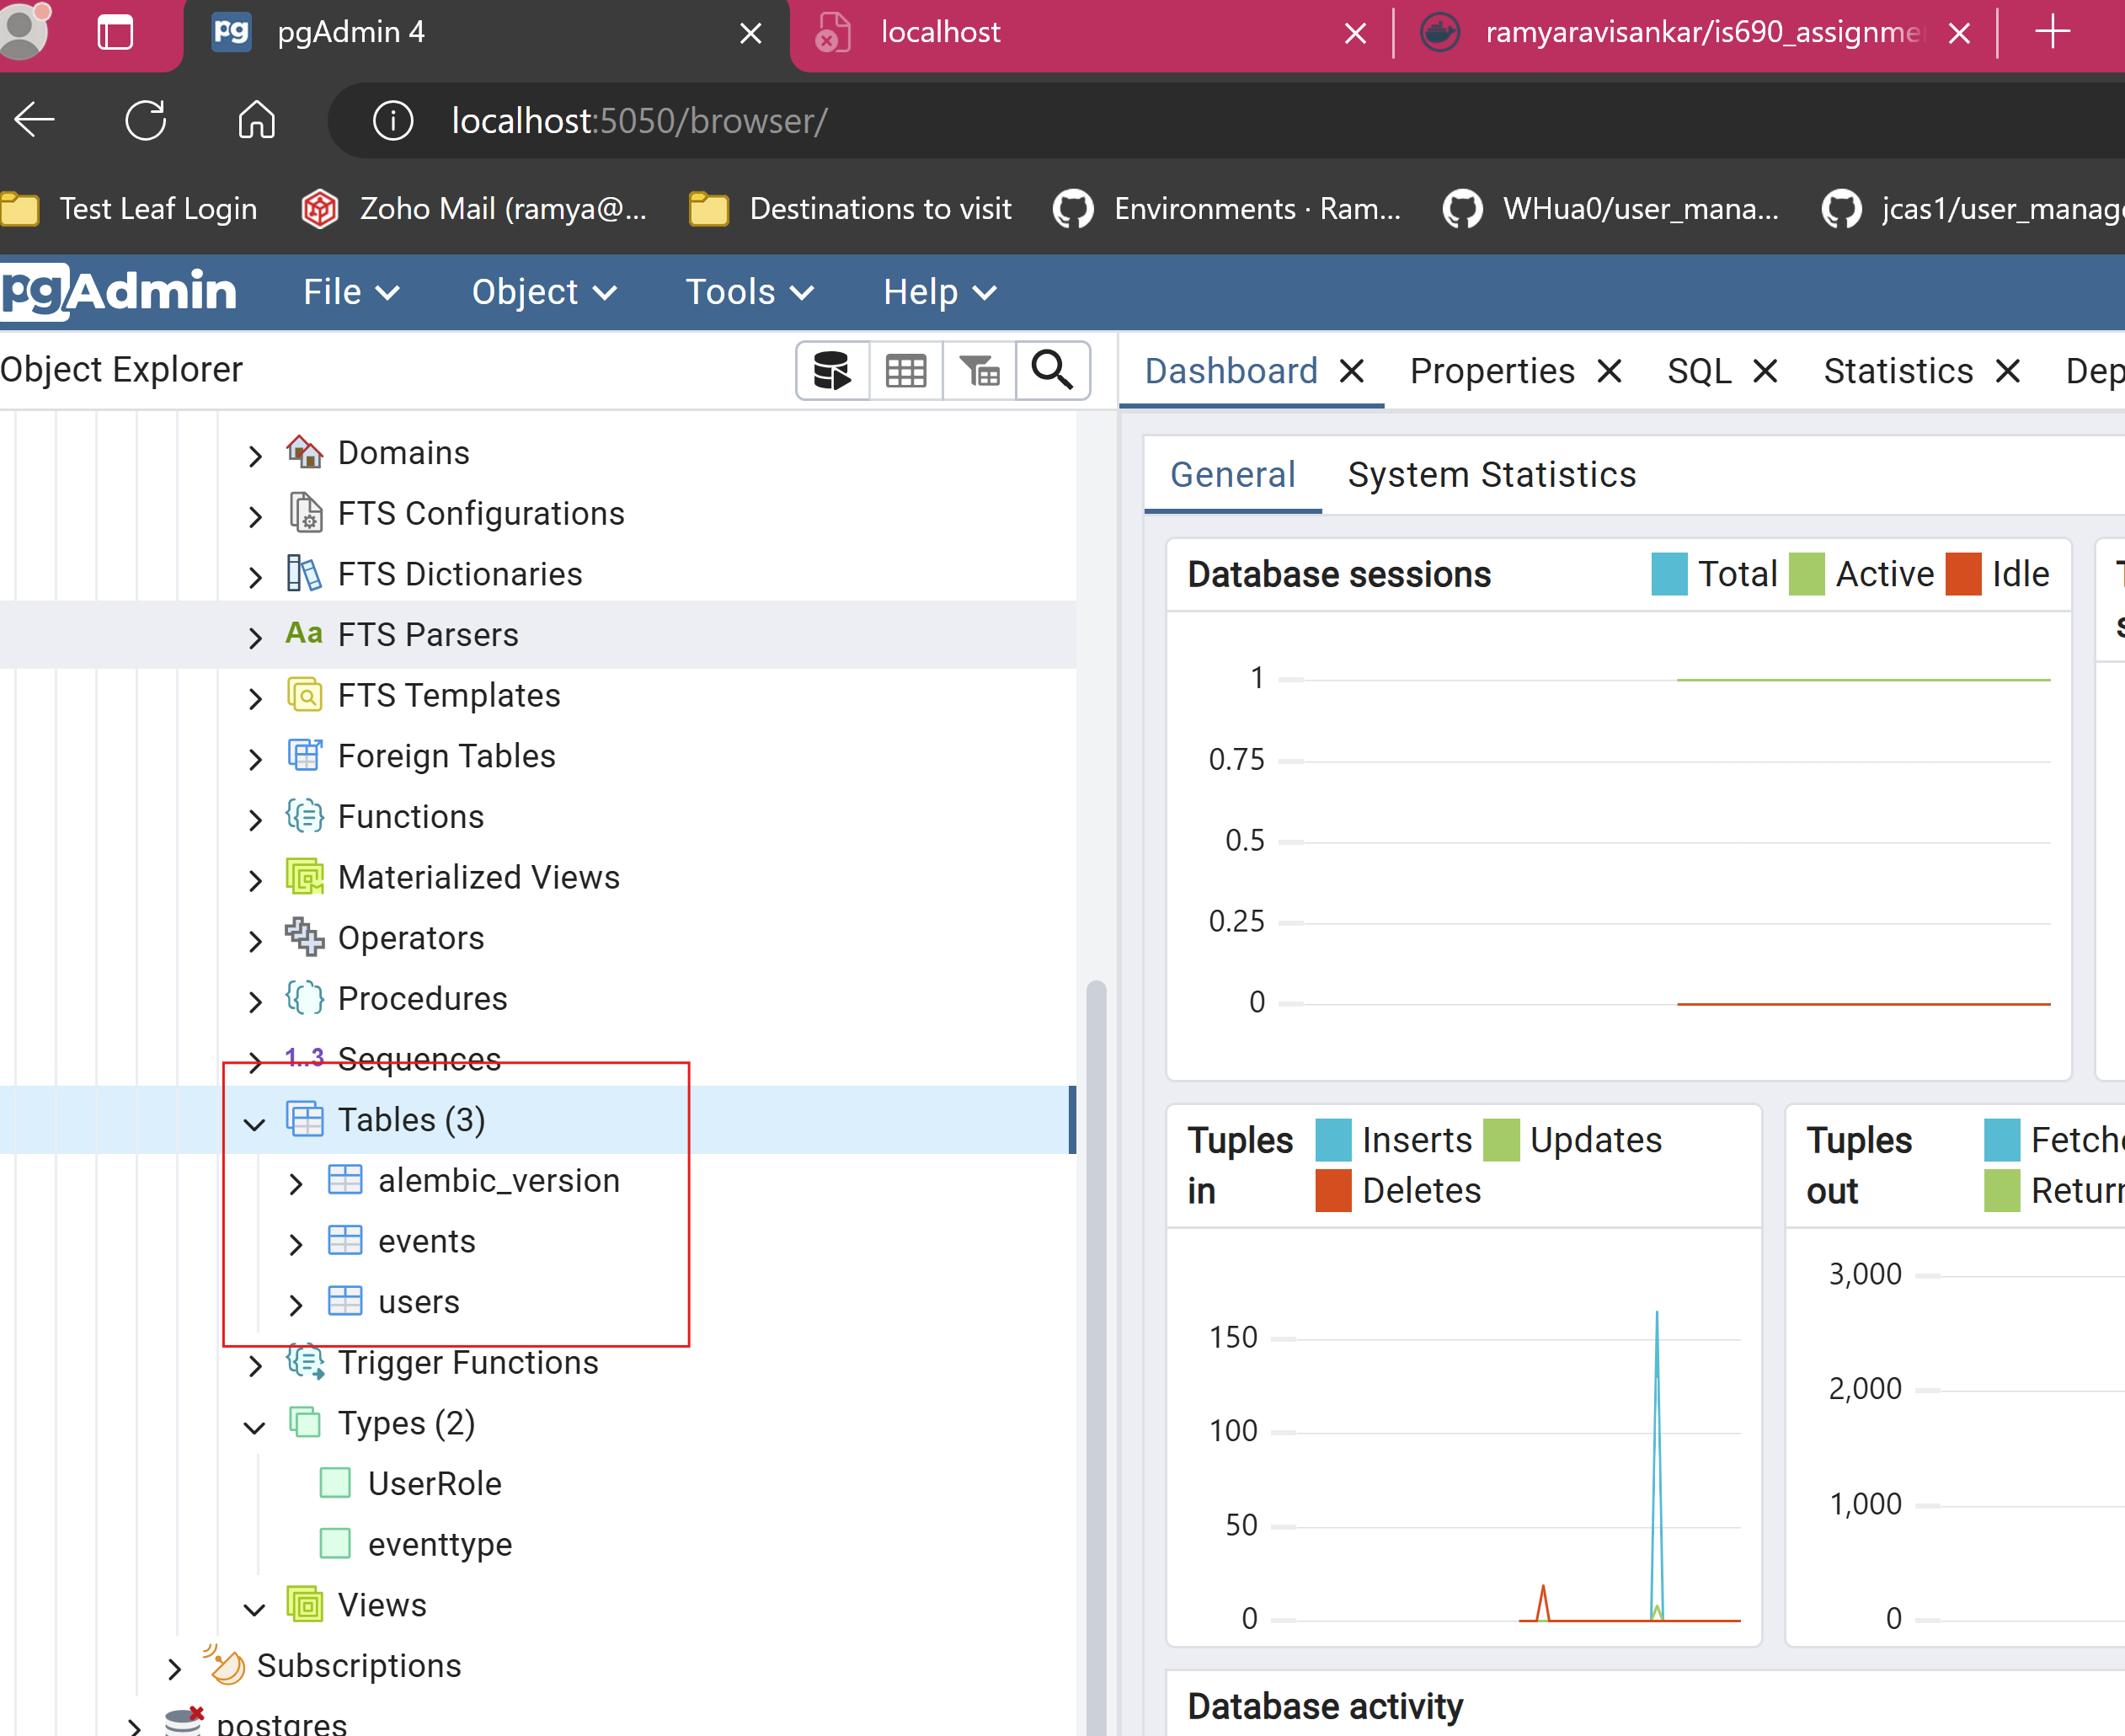 pgAdmin 4
localhost
ramyaravisankar/is690_assignme
localhost:5050/browser/
Test Leaf Login
Zoho Mail (ramya@...
Destinations to visit
Environments · Ram...
WHua0/user_mana...
jcas1/user_manage
pgAdmin
File
Object
Tools
Help
Object Explorer
Domains
FTS Configurations
FTS Dictionaries
Aa FTS Parsers
FTS Templates
Foreign Tables
Functions
Materialized Views
Operators
Procedures
1..3 Sequences
Tables (3)
alembic_version
events
users
Trigger Functions
Types (2)
UserRole
eventtype
Views
Subscriptions
postgres
Dashboard
Properties
SQL
Statistics
Dep
General
System Statistics
Database sessions
Total Active Idle
1
0.75
0.5
0.25
0
Tuples in
Inserts Updates
Deletes
150
100
50
0
Tuples out
Fetche
Return
3,000
2,000
1,000
0
Database activity